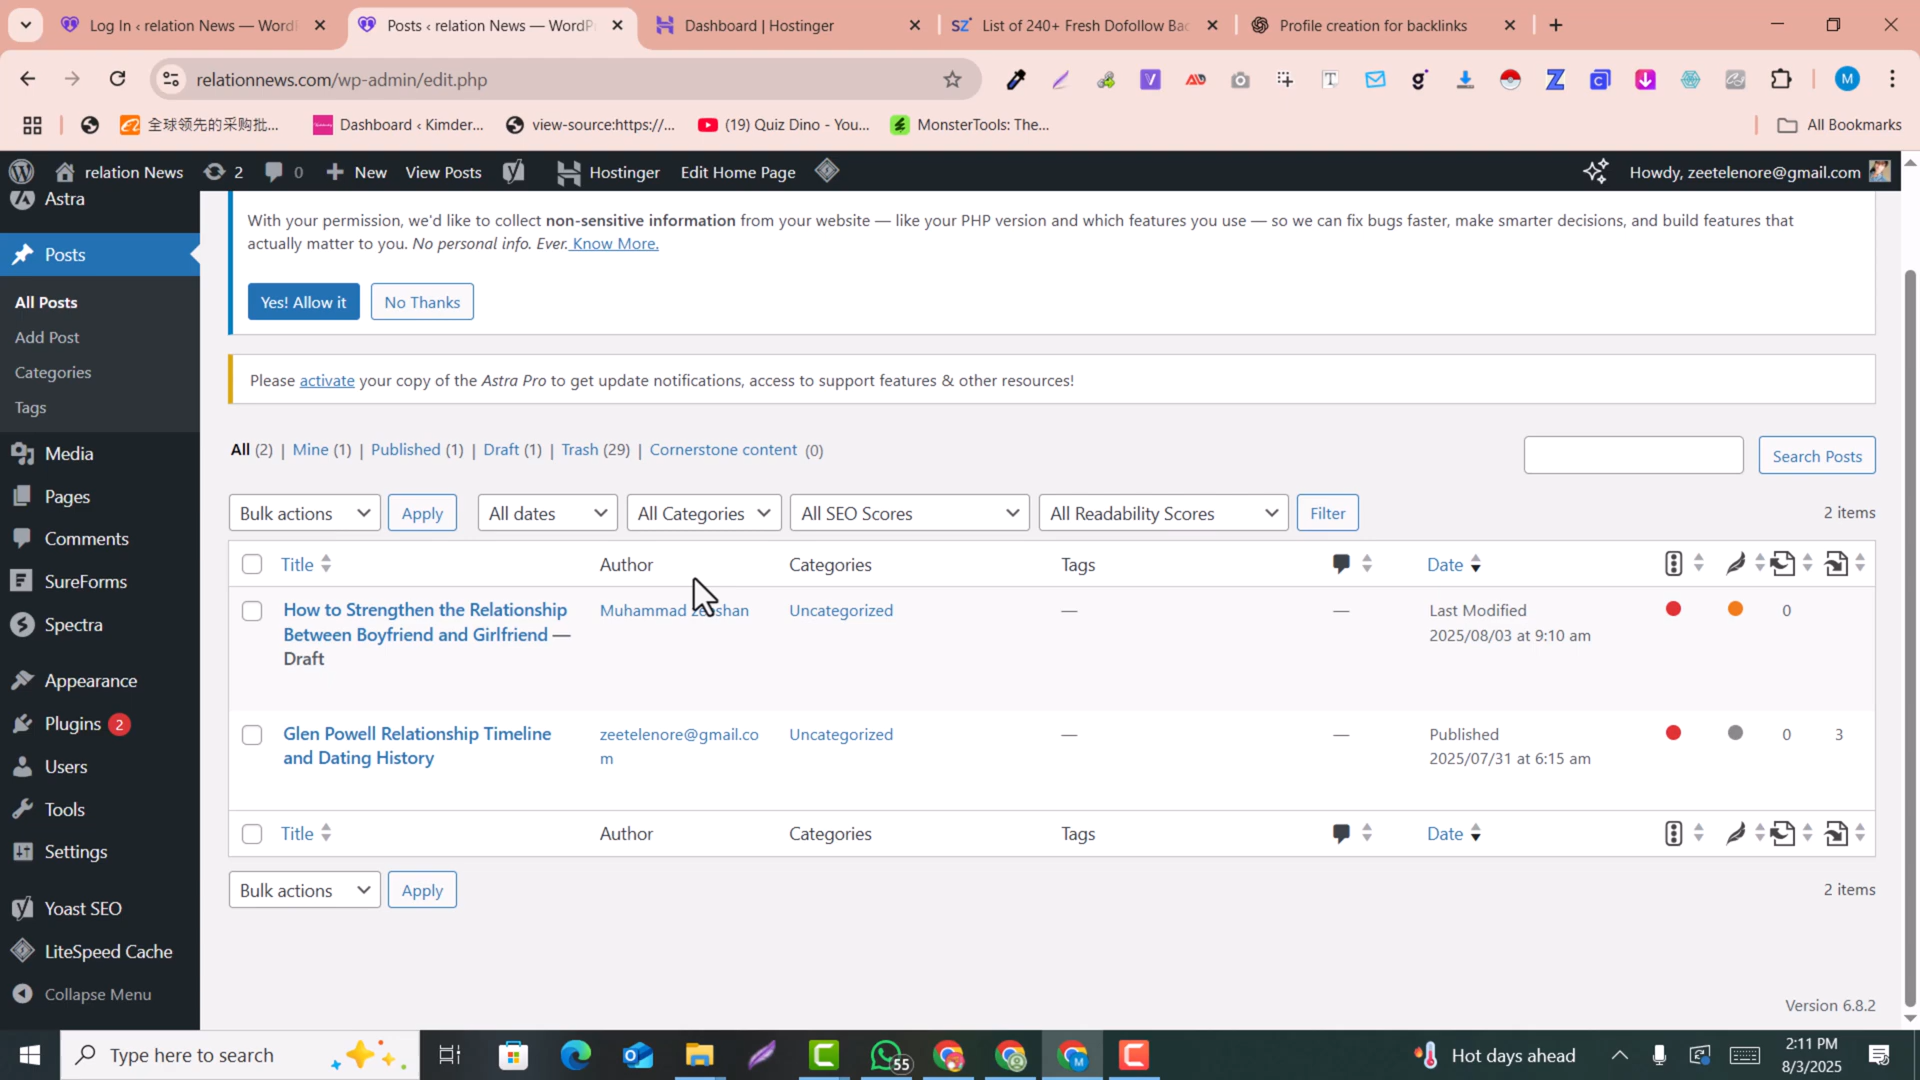 Log In ‹ relation News — Word
Posts ‹ relation News — WordP
Dashboard | Hostinger
List of 240+ Fresh Dofollow Bac
Profile creation for backlinks
relationnews.com/wp-admin/edit.php
全球领先的采购批...
Dashboard ‹ Kimder...
view-source:https://...
(19) Quiz Dino - You...
MonsterTools: The...
All Bookmarks
relation News
2
0
New
View Posts
Hostinger
Edit Home Page
Howdy, zeetelenore@gmail.com
Astra
Posts
All Posts
Add Post
Categories
Tags
Media
Pages
Comments
SureForms
Spectra
Appearance
Plugins 2
Users
Tools
Settings
Yoast SEO
LiteSpeed Cache
Collapse Menu
With your permission, we'd like to collect non-sensitive information from your website — like your PHP version and which features you use — so we can fix bugs faster, make smarter decisions, and build features that
actually matter to you. No personal info. Ever. Know More.
Yes! Allow it
No Thanks
Please activate your copy of the Astra Pro to get update notifications, access to support features & other resources!
All (2) | Mine (1) | Published (1) | Draft (1) | Trash (29) | Cornerstone content (0)
Search Posts
Bulk actions
Apply
All dates
All Categories
All SEO Scores
All Readability Scores
Filter
2 items
Title
Author
Categories
Tags
Date
How to Strengthen the Relationship
Between Boyfriend and Girlfriend —
Draft
Muhammad
Uncategorized
—
—
Last Modified
2025/08/03 at 9:10 am
0
Glen Powell Relationship Timeline
and Dating History
zeetelenore@gmail.co
m
Uncategorized
—
—
Published
2025/07/31 at 6:15 am
0
3
Title
Author
Categories
Tags
Date
Bulk actions
Apply
2 items
Version 6.8.2
Type here to search
55
Hot days ahead
2:11 PM
8/3/2025